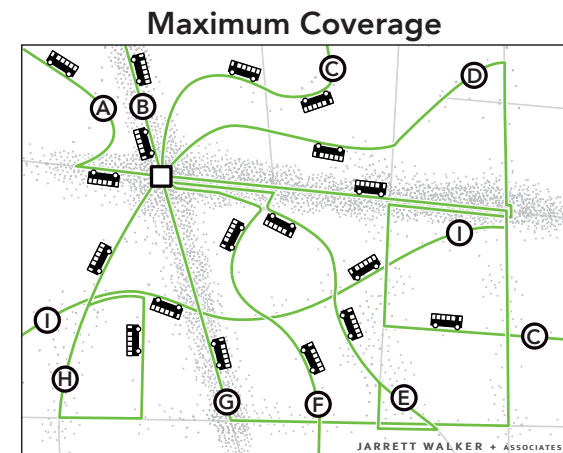 Maximum Coverage
C
D
A
B
I
I
C
H
G
F
E
JARRETT WALKER + ASSOCIATES